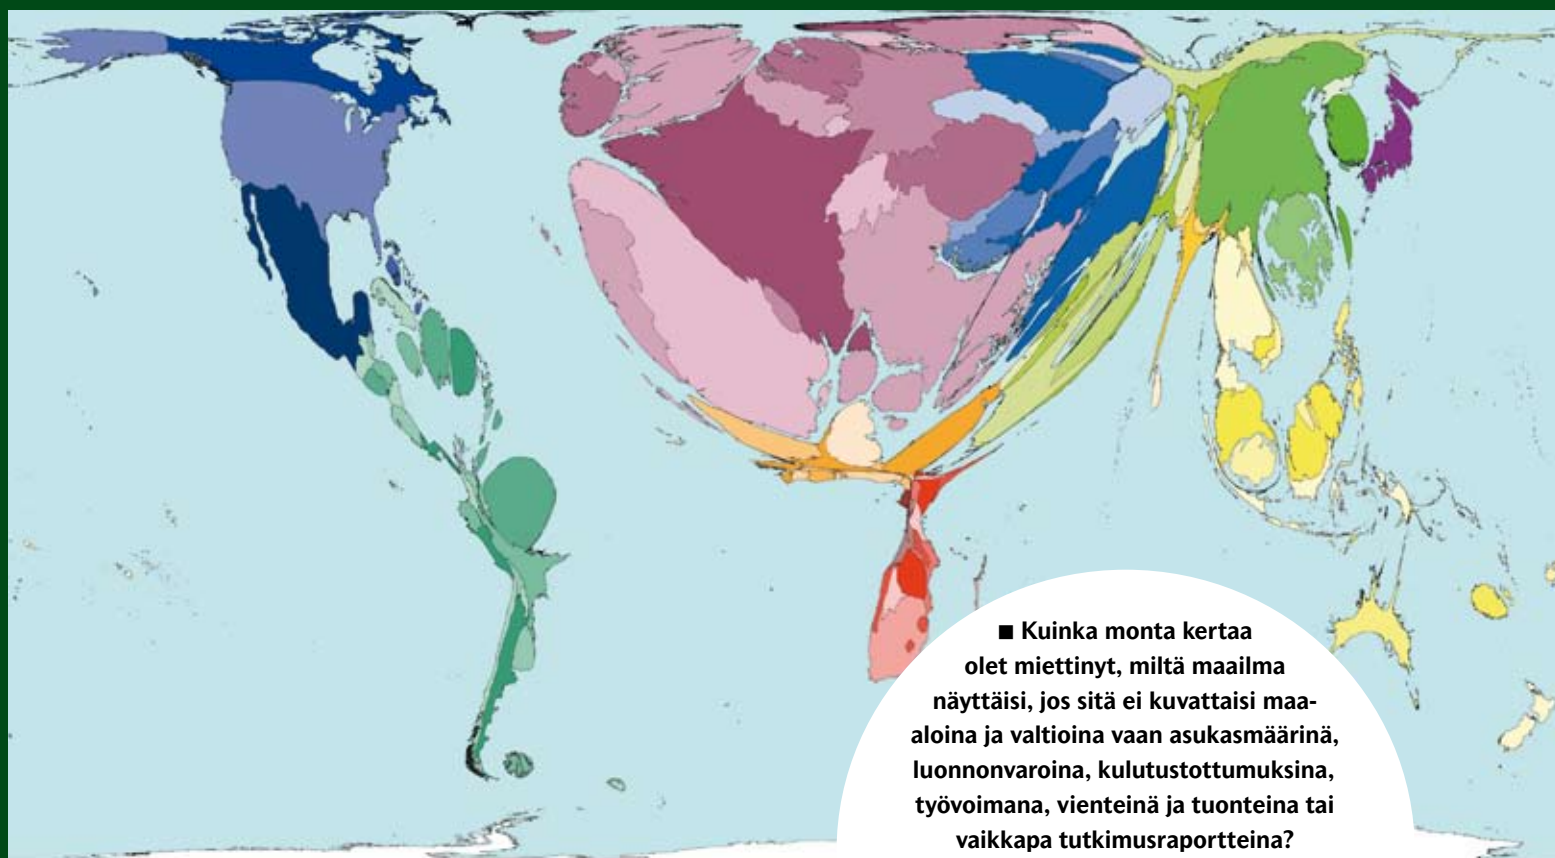 ■ Kuinka monta kertaa
olet miettinyt, miltä maailma
näyttäisi, jos sitä ei kuvattaisi maa-
aloina ja valtioina vaan asukasmäärinä,
luonnonvaroina, kulutustottumuksina,
työvoimana, vienteinä ja tuonteina tai
vaikkapa tutkimusraportteina?